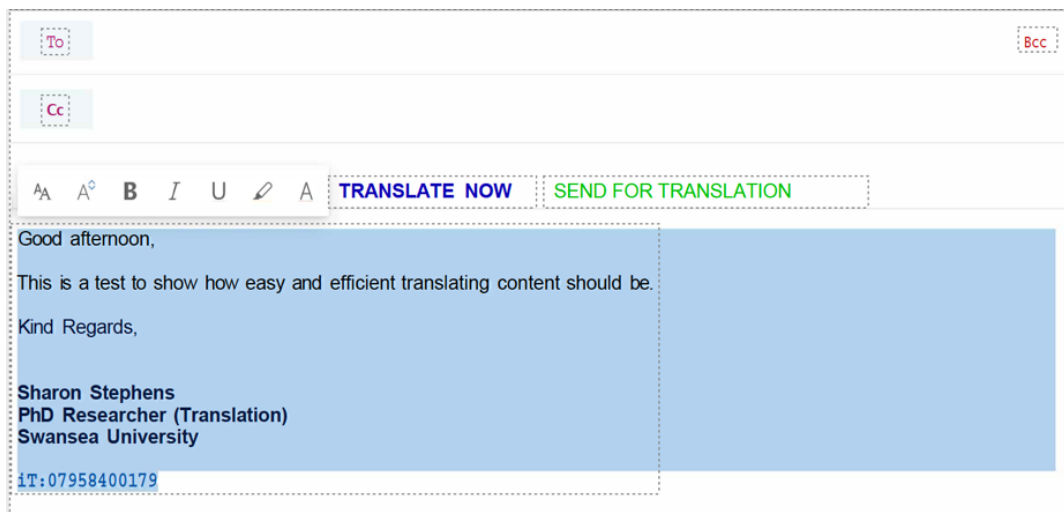 To
Bcc
Cc
TRANSLATE NOW SEND FOR TRANSLATION
Good afternoon,
This is a test to show how easy and efficient translating content should be.
Kind Regards,
Sharon Stephens
PhD Researcher (Translation)
Swansea University
iT:07958400179